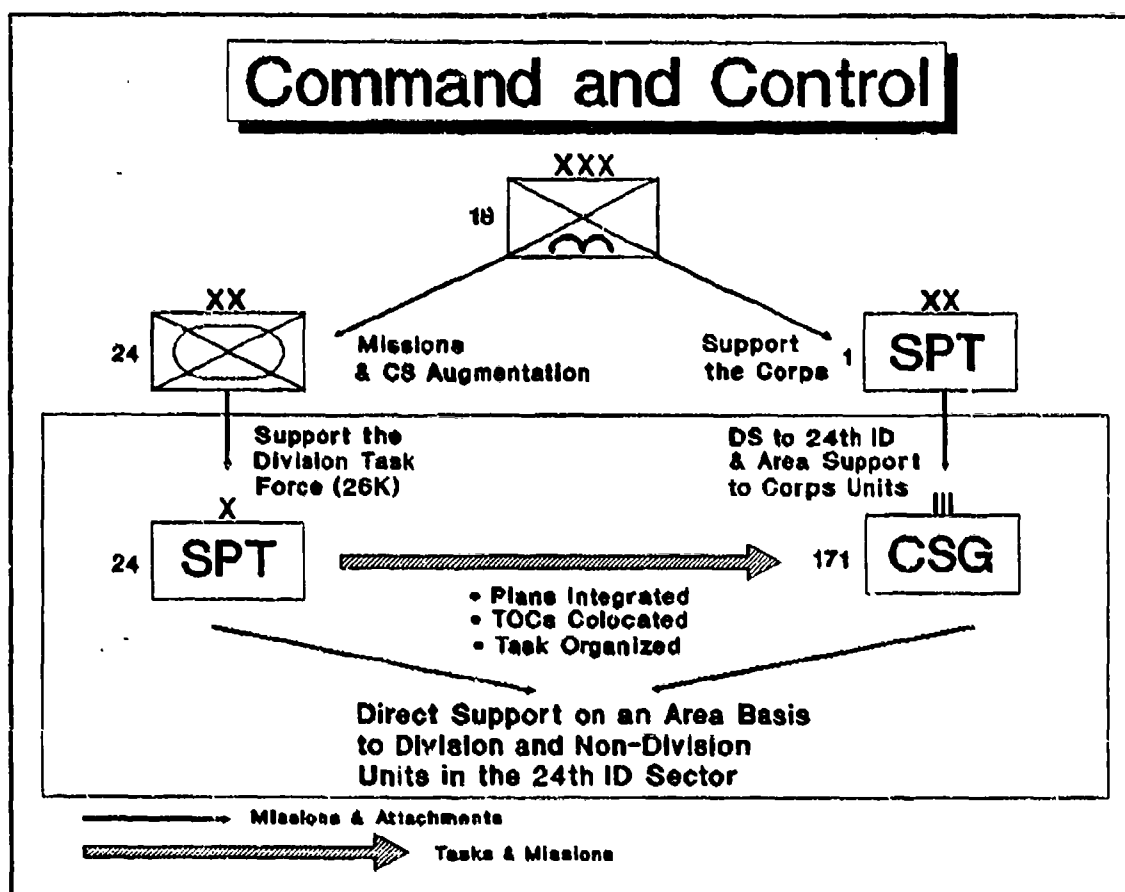 Command and Control
XXX
18
XX
24
Missions
& CS Augmentation
Support
the Corps
XX
1
SPT
Support the
Division Task
Force (26K)
DS to 24th ID
& Area Support
to Corps Units
X
24
SPT
III
171
CSG
• Plans Integrated
• TOCs Colocated
• Task Organized
Direct Support on an Area Basis
to Division and Non-Division
Units in the 24th ID Sector
Missions & Attachments
Tasks & Missions